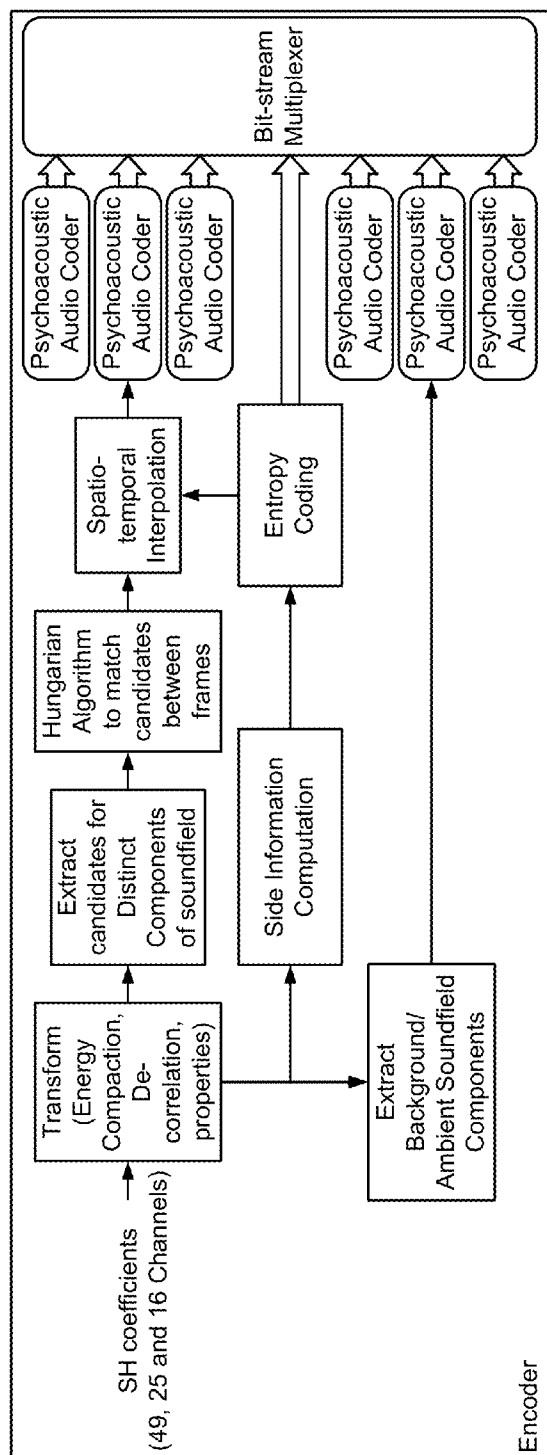 SH coefficients
(49, 25 and 16 Channels)
Transform
(Energy
Compaction,
De-
correlation,
properties)
Extract
candidates for
Distinct
Components
of soundfield
Hungarian
Algorithm
to match
candidates
between
frames
Spatio-
temporal
Interpolation
Psychoacoustic
Audio Coder
Psychoacoustic
Audio Coder
Psychoacoustic
Audio Coder
Side Information
Computation
Entropy
Coding
Extract
Background/
Ambient Soundfield
Components
Psychoacoustic
Audio Coder
Psychoacoustic
Audio Coder
Psychoacoustic
Audio Coder
Bit-stream
Multiplexer
Encoder